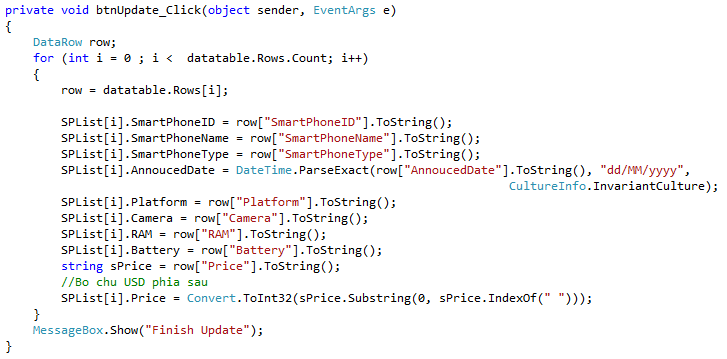 private void btnUpdate_Click(object sender, EventArgs e)
{
    DataRow row;
    for (int i = 0 ; i <  datatable.Rows.Count; i++)
    {
        row = datatable.Rows[i];

        SPList[i].SmartPhoneID = row["SmartPhoneID"].ToString();
        SPList[i].SmartPhoneName = row["SmartPhoneName"].ToString();
        SPList[i].SmartPhoneType = row["SmartPhoneType"].ToString();
        SPList[i].AnnoucedDate = DateTime.ParseExact(row["AnnoucedDate"].ToString(), "dd/MM/yyyy",
                                                                        CultureInfo.InvariantCulture);
        SPList[i].Platform = row["Platform"].ToString();
        SPList[i].Camera = row["Camera"].ToString();
        SPList[i].RAM = row["RAM"].ToString();
        SPList[i].Battery = row["Battery"].ToString();
        string sPrice = row["Price"].ToString();
        //Bo chu USD phia sau
        SPList[i].Price = Convert.ToInt32(sPrice.Substring(0, sPrice.IndexOf(" ")));
    }
    MessageBox.Show("Finish Update");
}